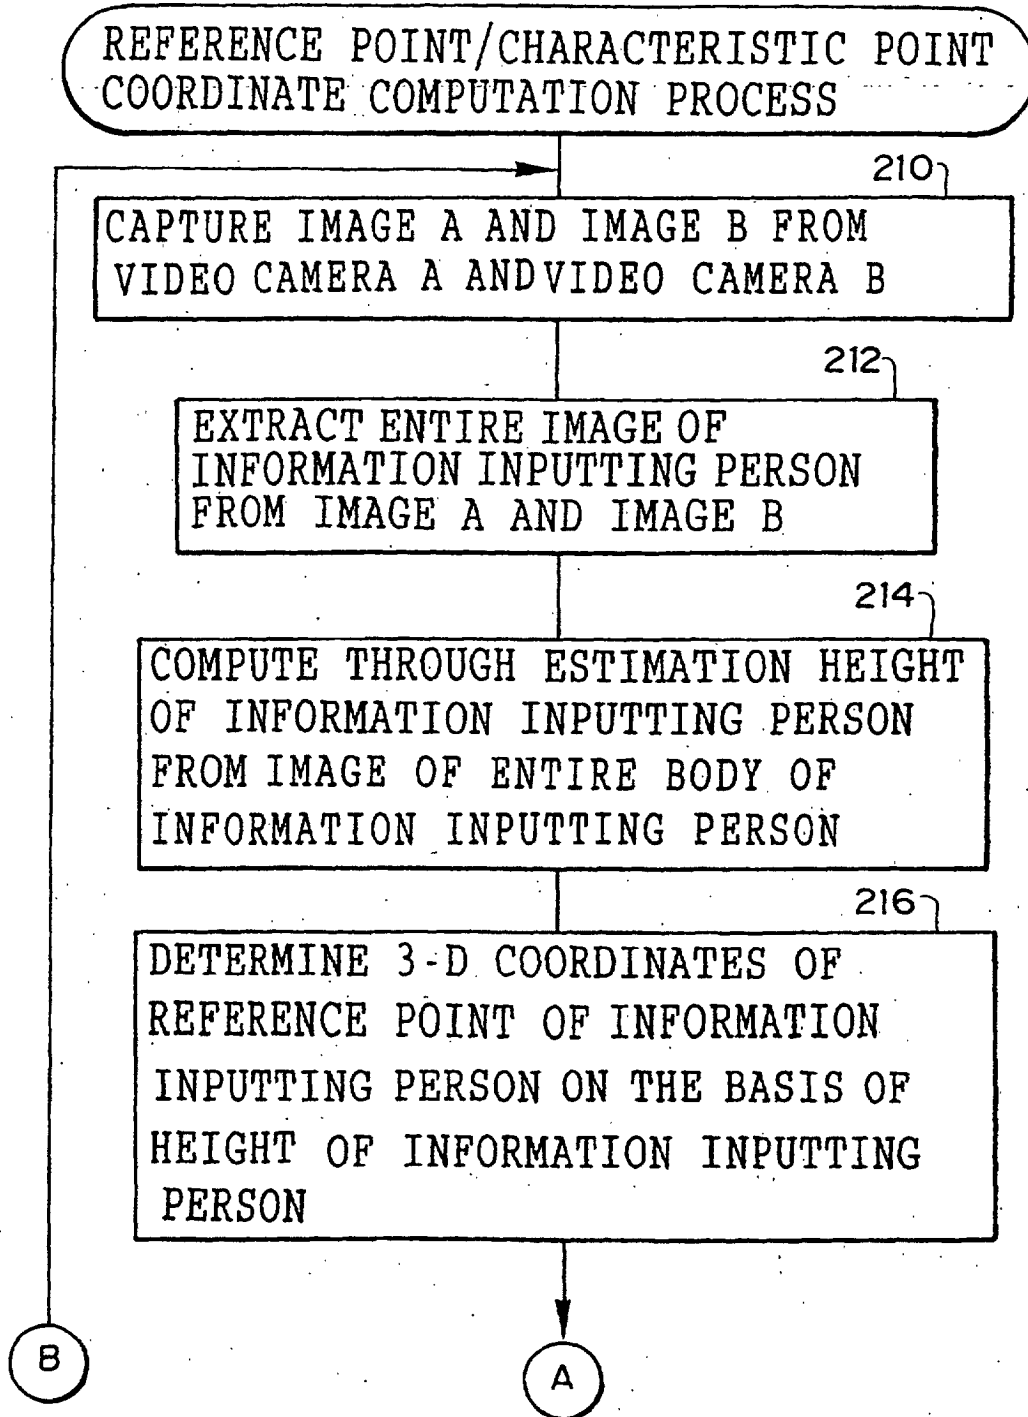 REFERENCE POINT/CHARACTERISTIC POINT
COORDINATE COMPUTATION PROCESS
210
CAPTURE IMAGE A AND IMAGE B FROM
VIDEO CAMERA A AND VIDEO CAMERA B
212
EXTRACT ENTIRE IMAGE OF
INFORMATION INPUTTING PERSON
FROM IMAGE A AND IMAGE B
214
COMPUTE THROUGH ESTIMATION HEIGHT
OF INFORMATION INPUTTING PERSON
FROM IMAGE OF ENTIRE BODY OF
INFORMATION INPUTTING PERSON
216
DETERMINE 3-D COORDINATES OF
REFERENCE POINT OF INFORMATION
INPUTTING PERSON ON THE BASIS OF
HEIGHT OF INFORMATION INPUTTING
PERSON
B
A